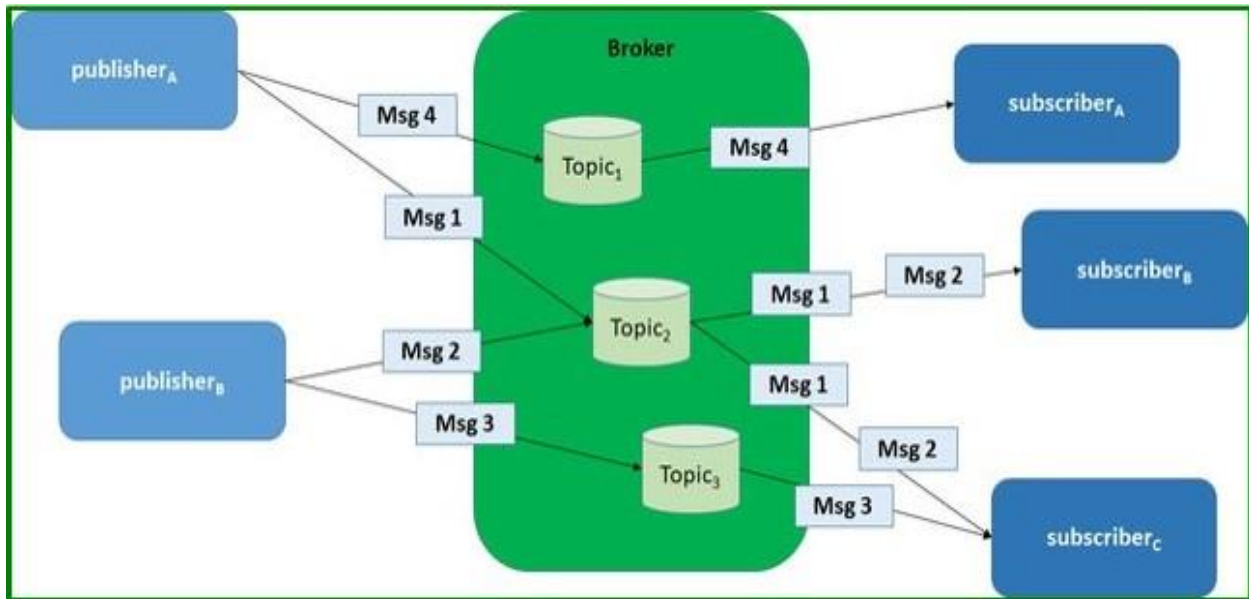 Broker
publisherA
subscriberA
Msg 4
Topic1
Msg 4
Msg 1
subscriberB
Msg 1
Msg 2
Topic2
Msg 2
publisherB
Msg 1
Msg 3
Msg 2
Topic3
Msg 3
subscriberC